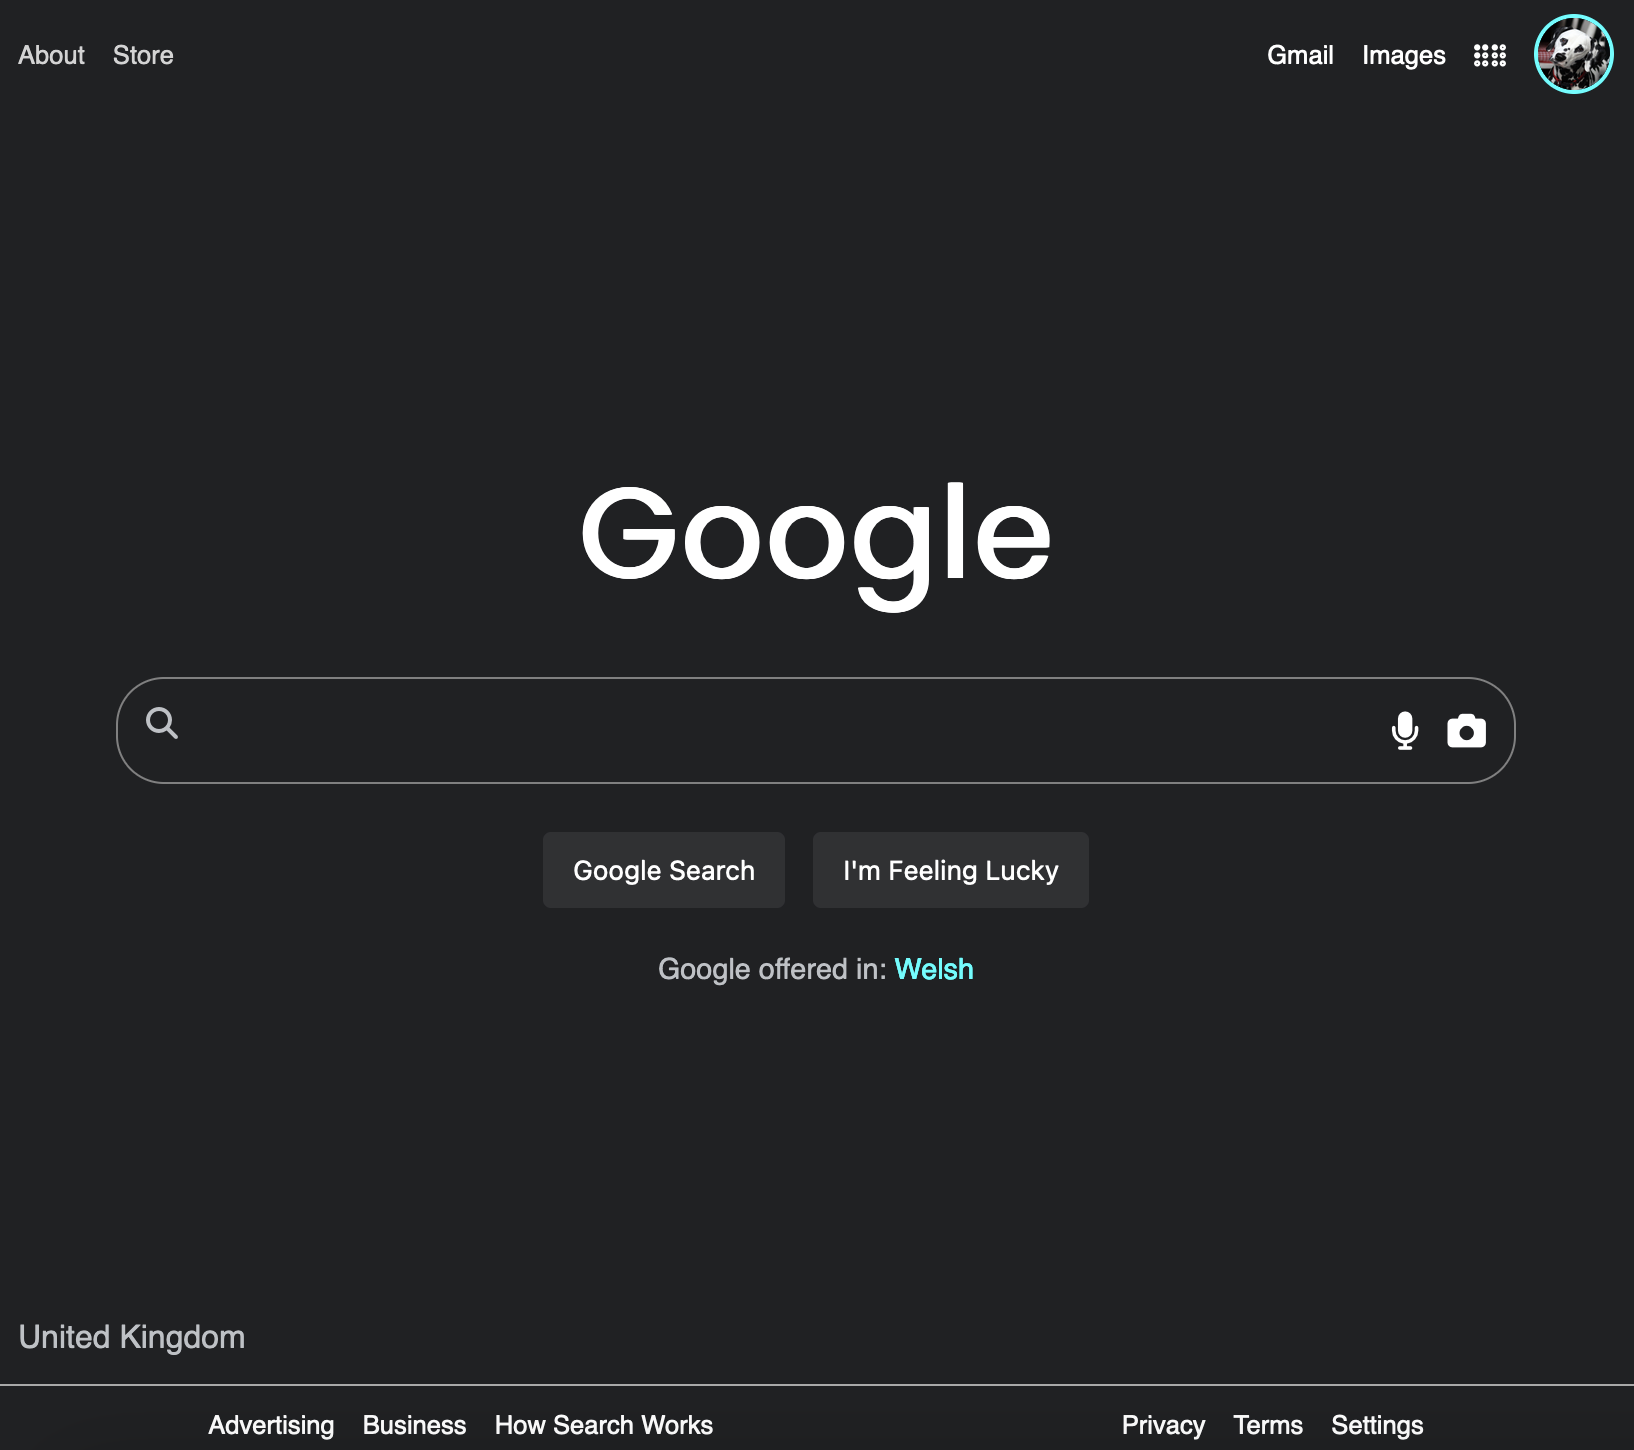 About Store Gmail Images
Google
Google Search I'm Feeling Lucky
Google offered in: Welsh
United Kingdom
Advertising Business How Search Works Privacy Terms Settings